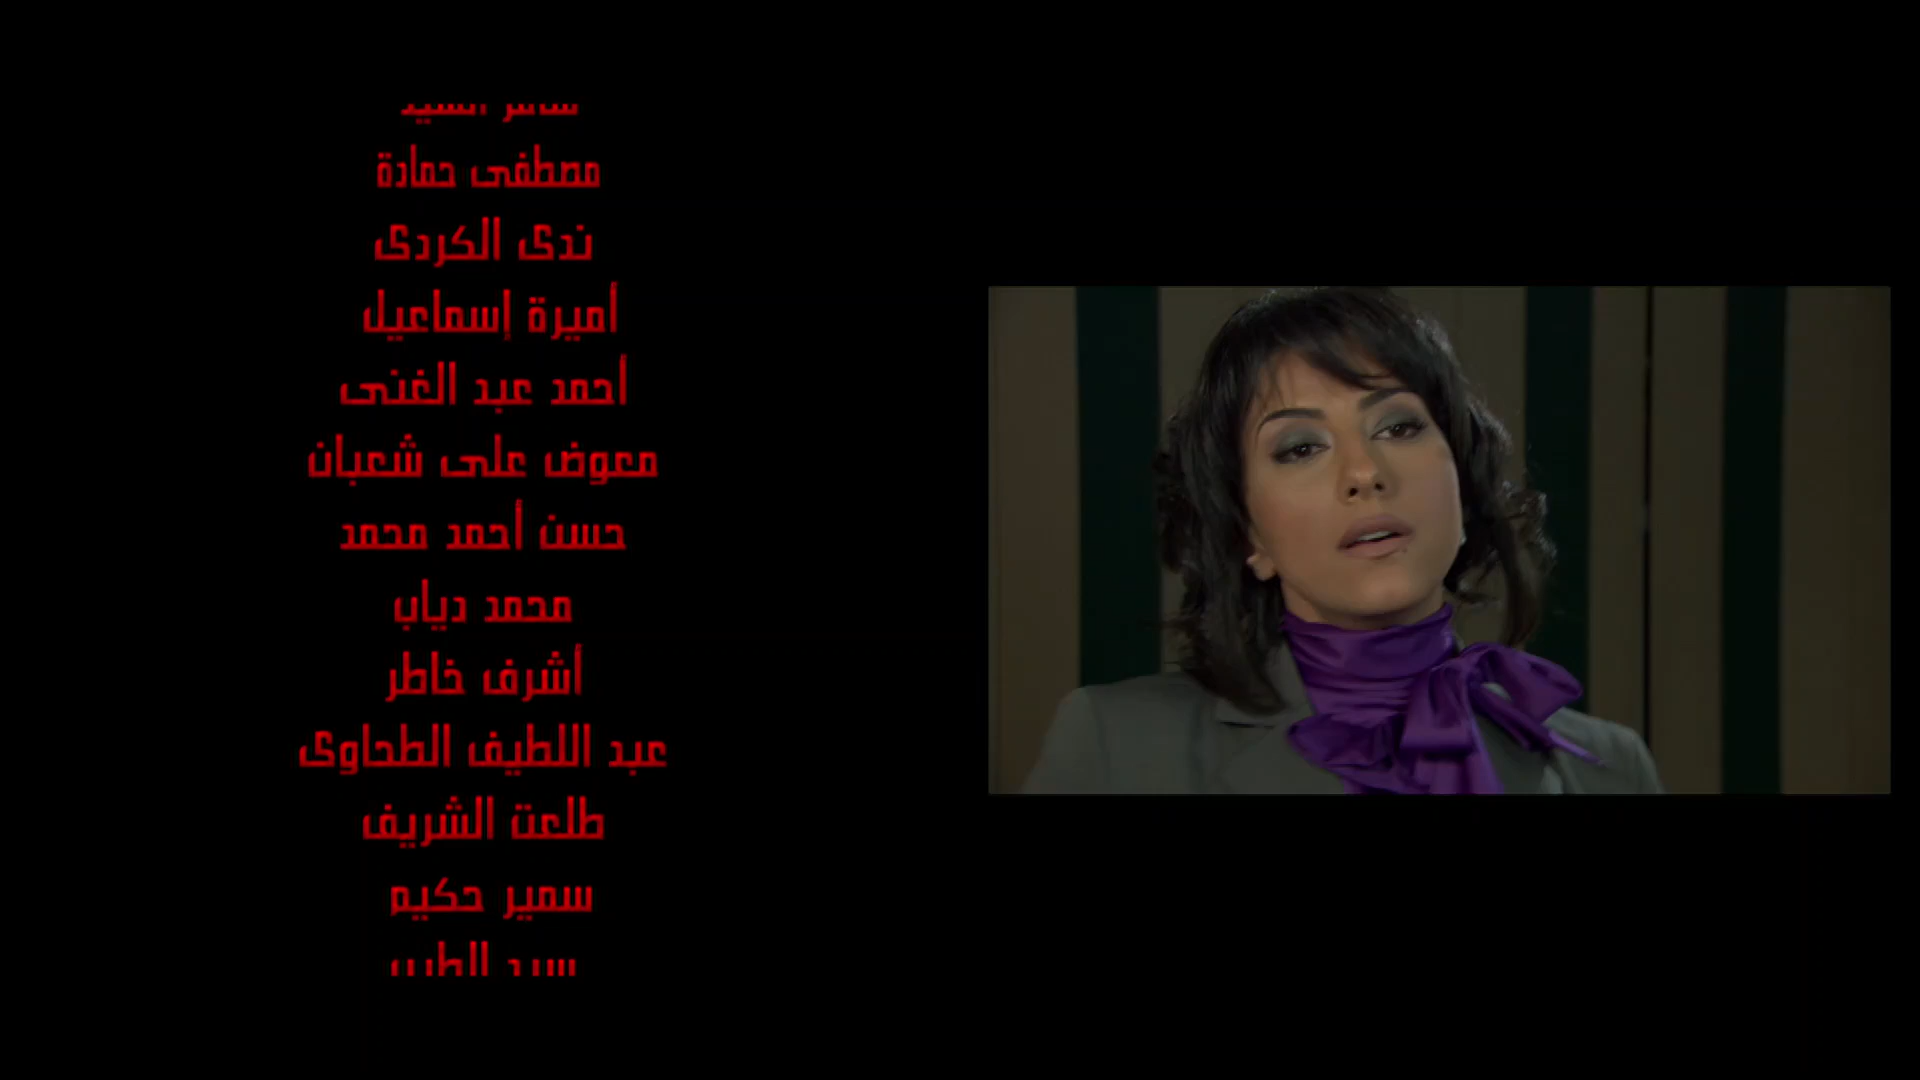 مصطفى حمادة
ندى الكردى
أميرة إسماعيل
أحمد عبد الغنى
معوض على شعبان
حسن أحمد محمد
محمد دياب
أشرف خاطر
عبد اللطيف الطحاوى
طلعت الشريف
سمير حكيم